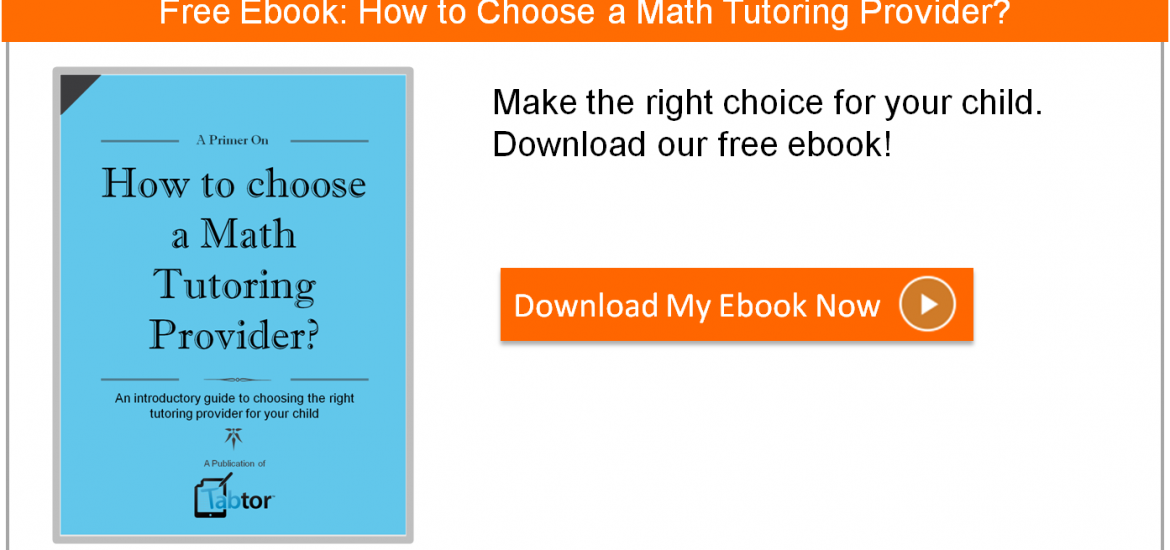 Free Ebook: How to Choose a Math Tutoring Provider?
A Primer On
How to choose
a Math
Tutoring
Provider?
An introductory guide to choosing the right
tutoring provider for your child
A Publication of
Tabtor
Make the right choice for your child.
Download our free ebook!
Download My Ebook Now